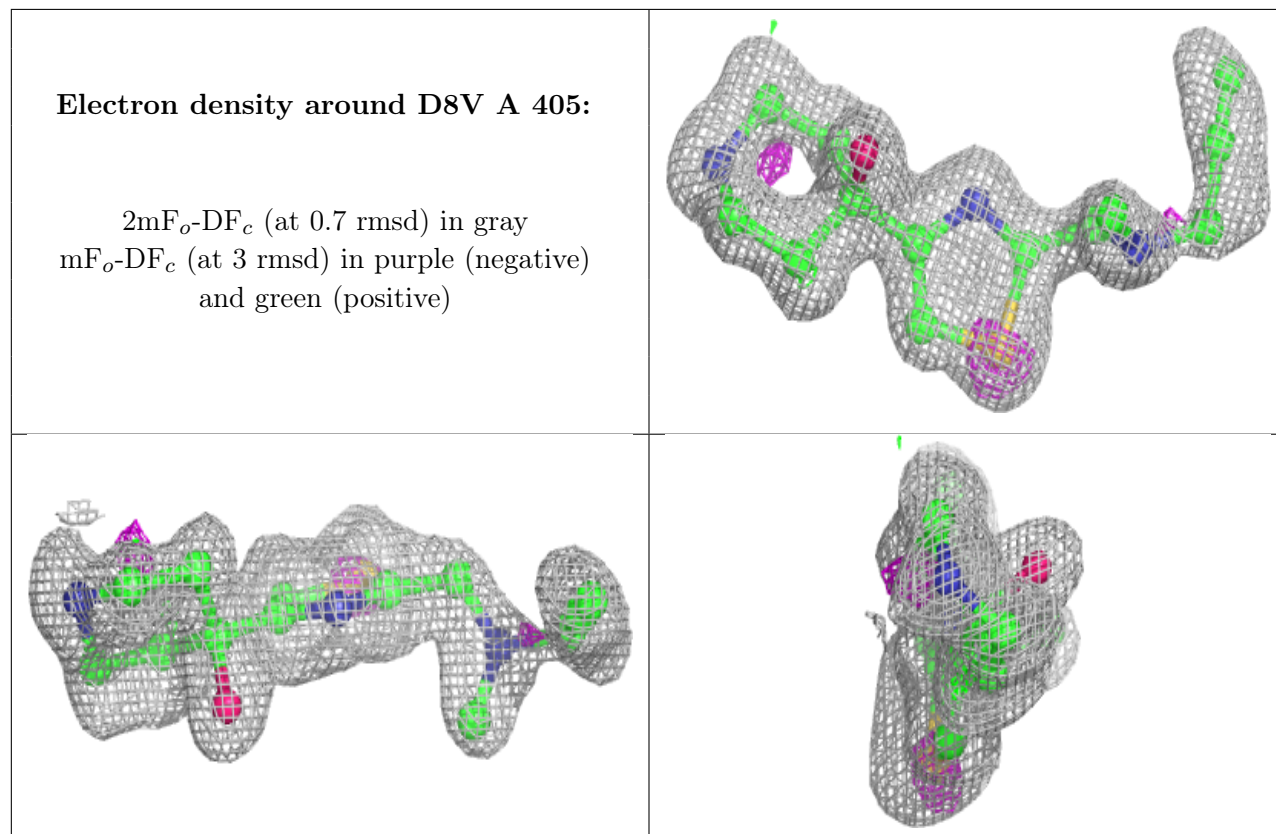 Electron density around D8V A 405:
2mFₒ-DF𝒸 (at 0.7 rmsd) in gray
mFₒ-DF𝒸 (at 3 rmsd) in purple (negative)
and green (positive)